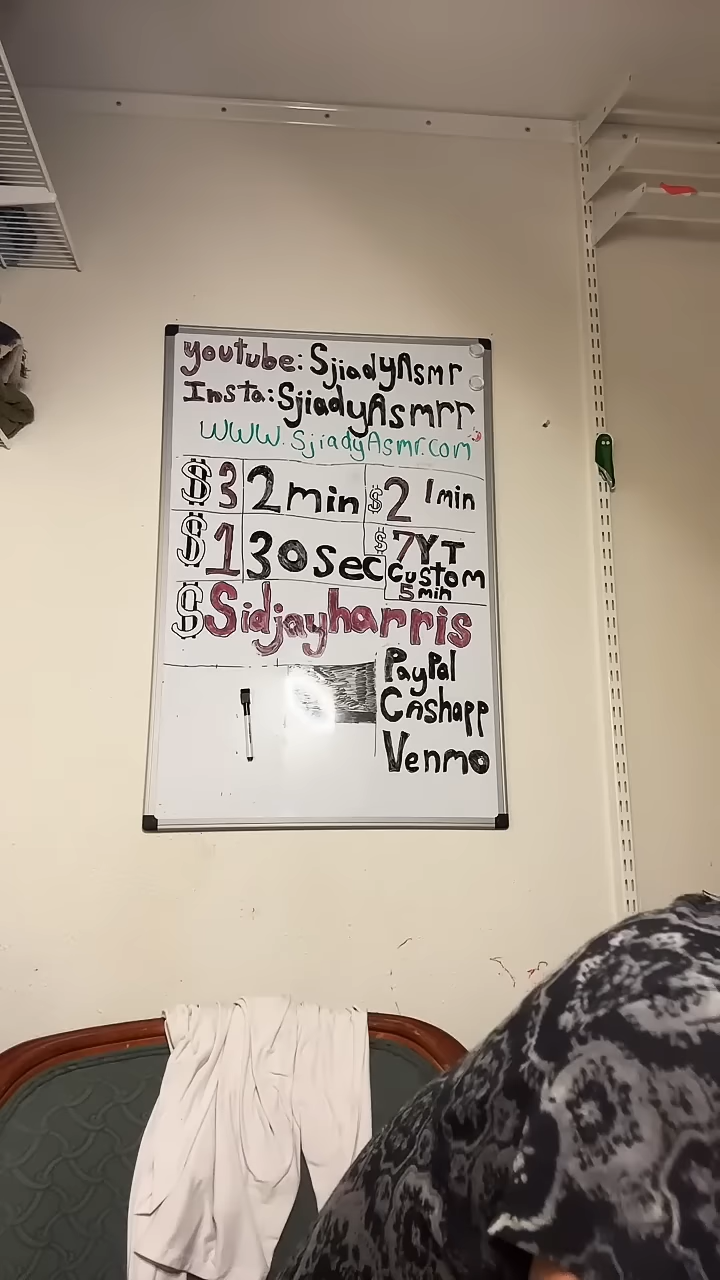 youtube: SjiadyAsmr
Insta: SjiadyAsmrr
www.SjiadyAsmr.com
$3 2min $2 1min
$1 30sec $7 YT
Custom
5min
$Sidjayharris
PayPal
Cashapp
Venmo